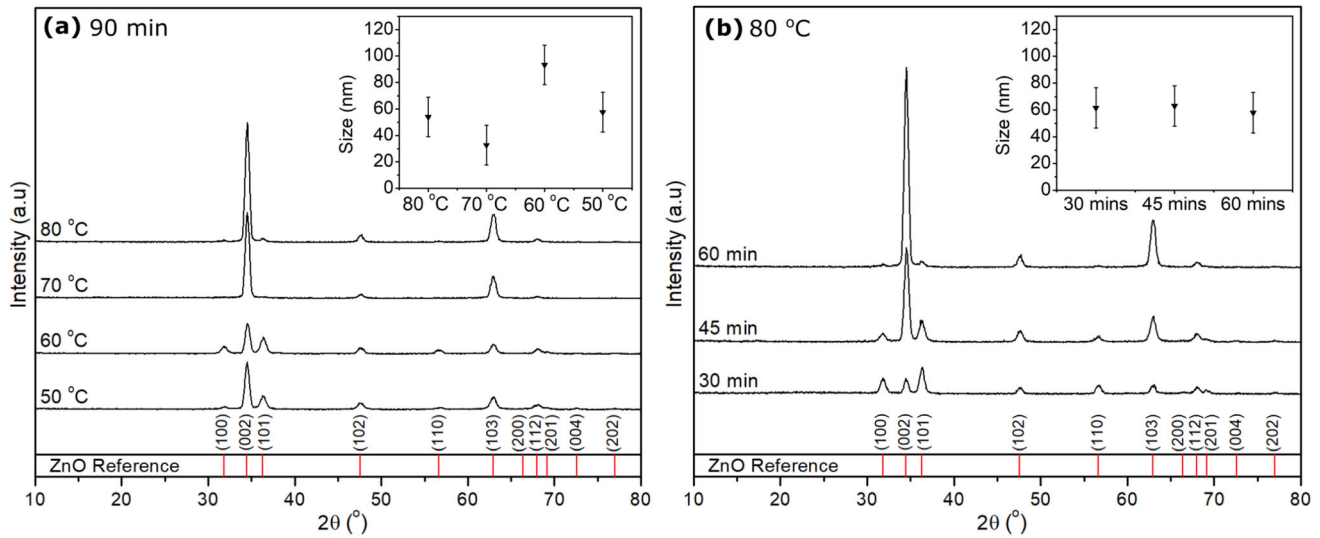 (a) 90 min
Size (nm)
120
100
80
60
40
20
0
80 °C 70 °C 60 °C 50 °C
Intensity (a.u)
80 °C
70 °C
60 °C
50 °C
(100) (002) (101) (102) (110) (103) (200) (112) (201) (004) (202)
ZnO Reference
10 20 30 40 50 60 70 80
2θ (°)
(b) 80 °C
Size (nm)
120
100
80
60
40
20
0
30 mins 45 mins 60 mins
Intensity (a.u)
60 min
45 min
30 min
(100) (002) (101) (102) (110) (103) (200) (112) (201) (004) (202)
ZnO Reference
10 20 30 40 50 60 70 80
2θ (°)